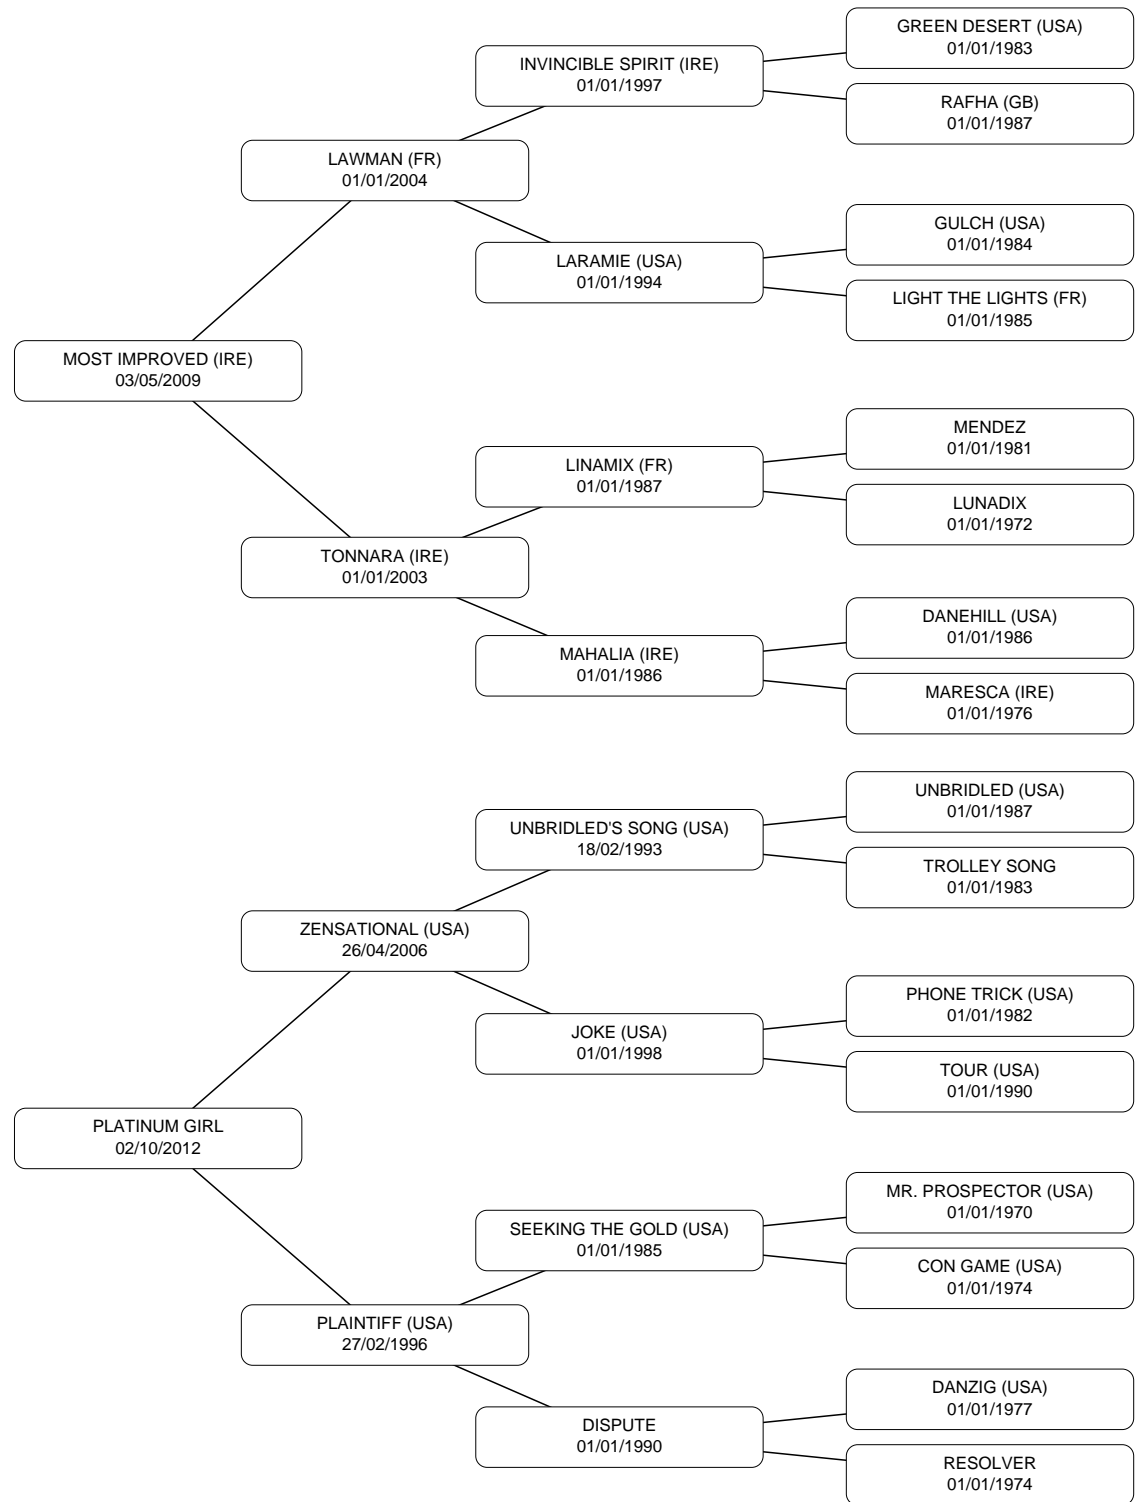 GREEN DESERT (USA)
01/01/1983
INVINCIBLE SPIRIT (IRE)
01/01/1997
RAFHA (GB)
01/01/1987
LAWMAN (FR)
01/01/2004
GULCH (USA)
01/01/1984
LARAMIE (USA)
01/01/1994
LIGHT THE LIGHTS (FR)
01/01/1985
MOST IMPROVED (IRE)
03/05/2009
MENDEZ
01/01/1981
LINAMIX (FR)
01/01/1987
LUNADIX
01/01/1972
TONNARA (IRE)
01/01/2003
DANEHILL (USA)
01/01/1986
MAHALIA (IRE)
01/01/1986
MARESCA (IRE)
01/01/1976
UNBRIDLED (USA)
01/01/1987
UNBRIDLED'S SONG (USA)
18/02/1993
TROLLEY SONG
01/01/1983
ZENSATIONAL (USA)
26/04/2006
PHONE TRICK (USA)
01/01/1982
JOKE (USA)
01/01/1998
TOUR (USA)
01/01/1990
PLATINUM GIRL
02/10/2012
MR. PROSPECTOR (USA)
01/01/1970
SEEKING THE GOLD (USA)
01/01/1985
CON GAME (USA)
01/01/1974
PLAINTIFF (USA)
27/02/1996
DANZIG (USA)
01/01/1977
DISPUTE
01/01/1990
RESOLVER
01/01/1974